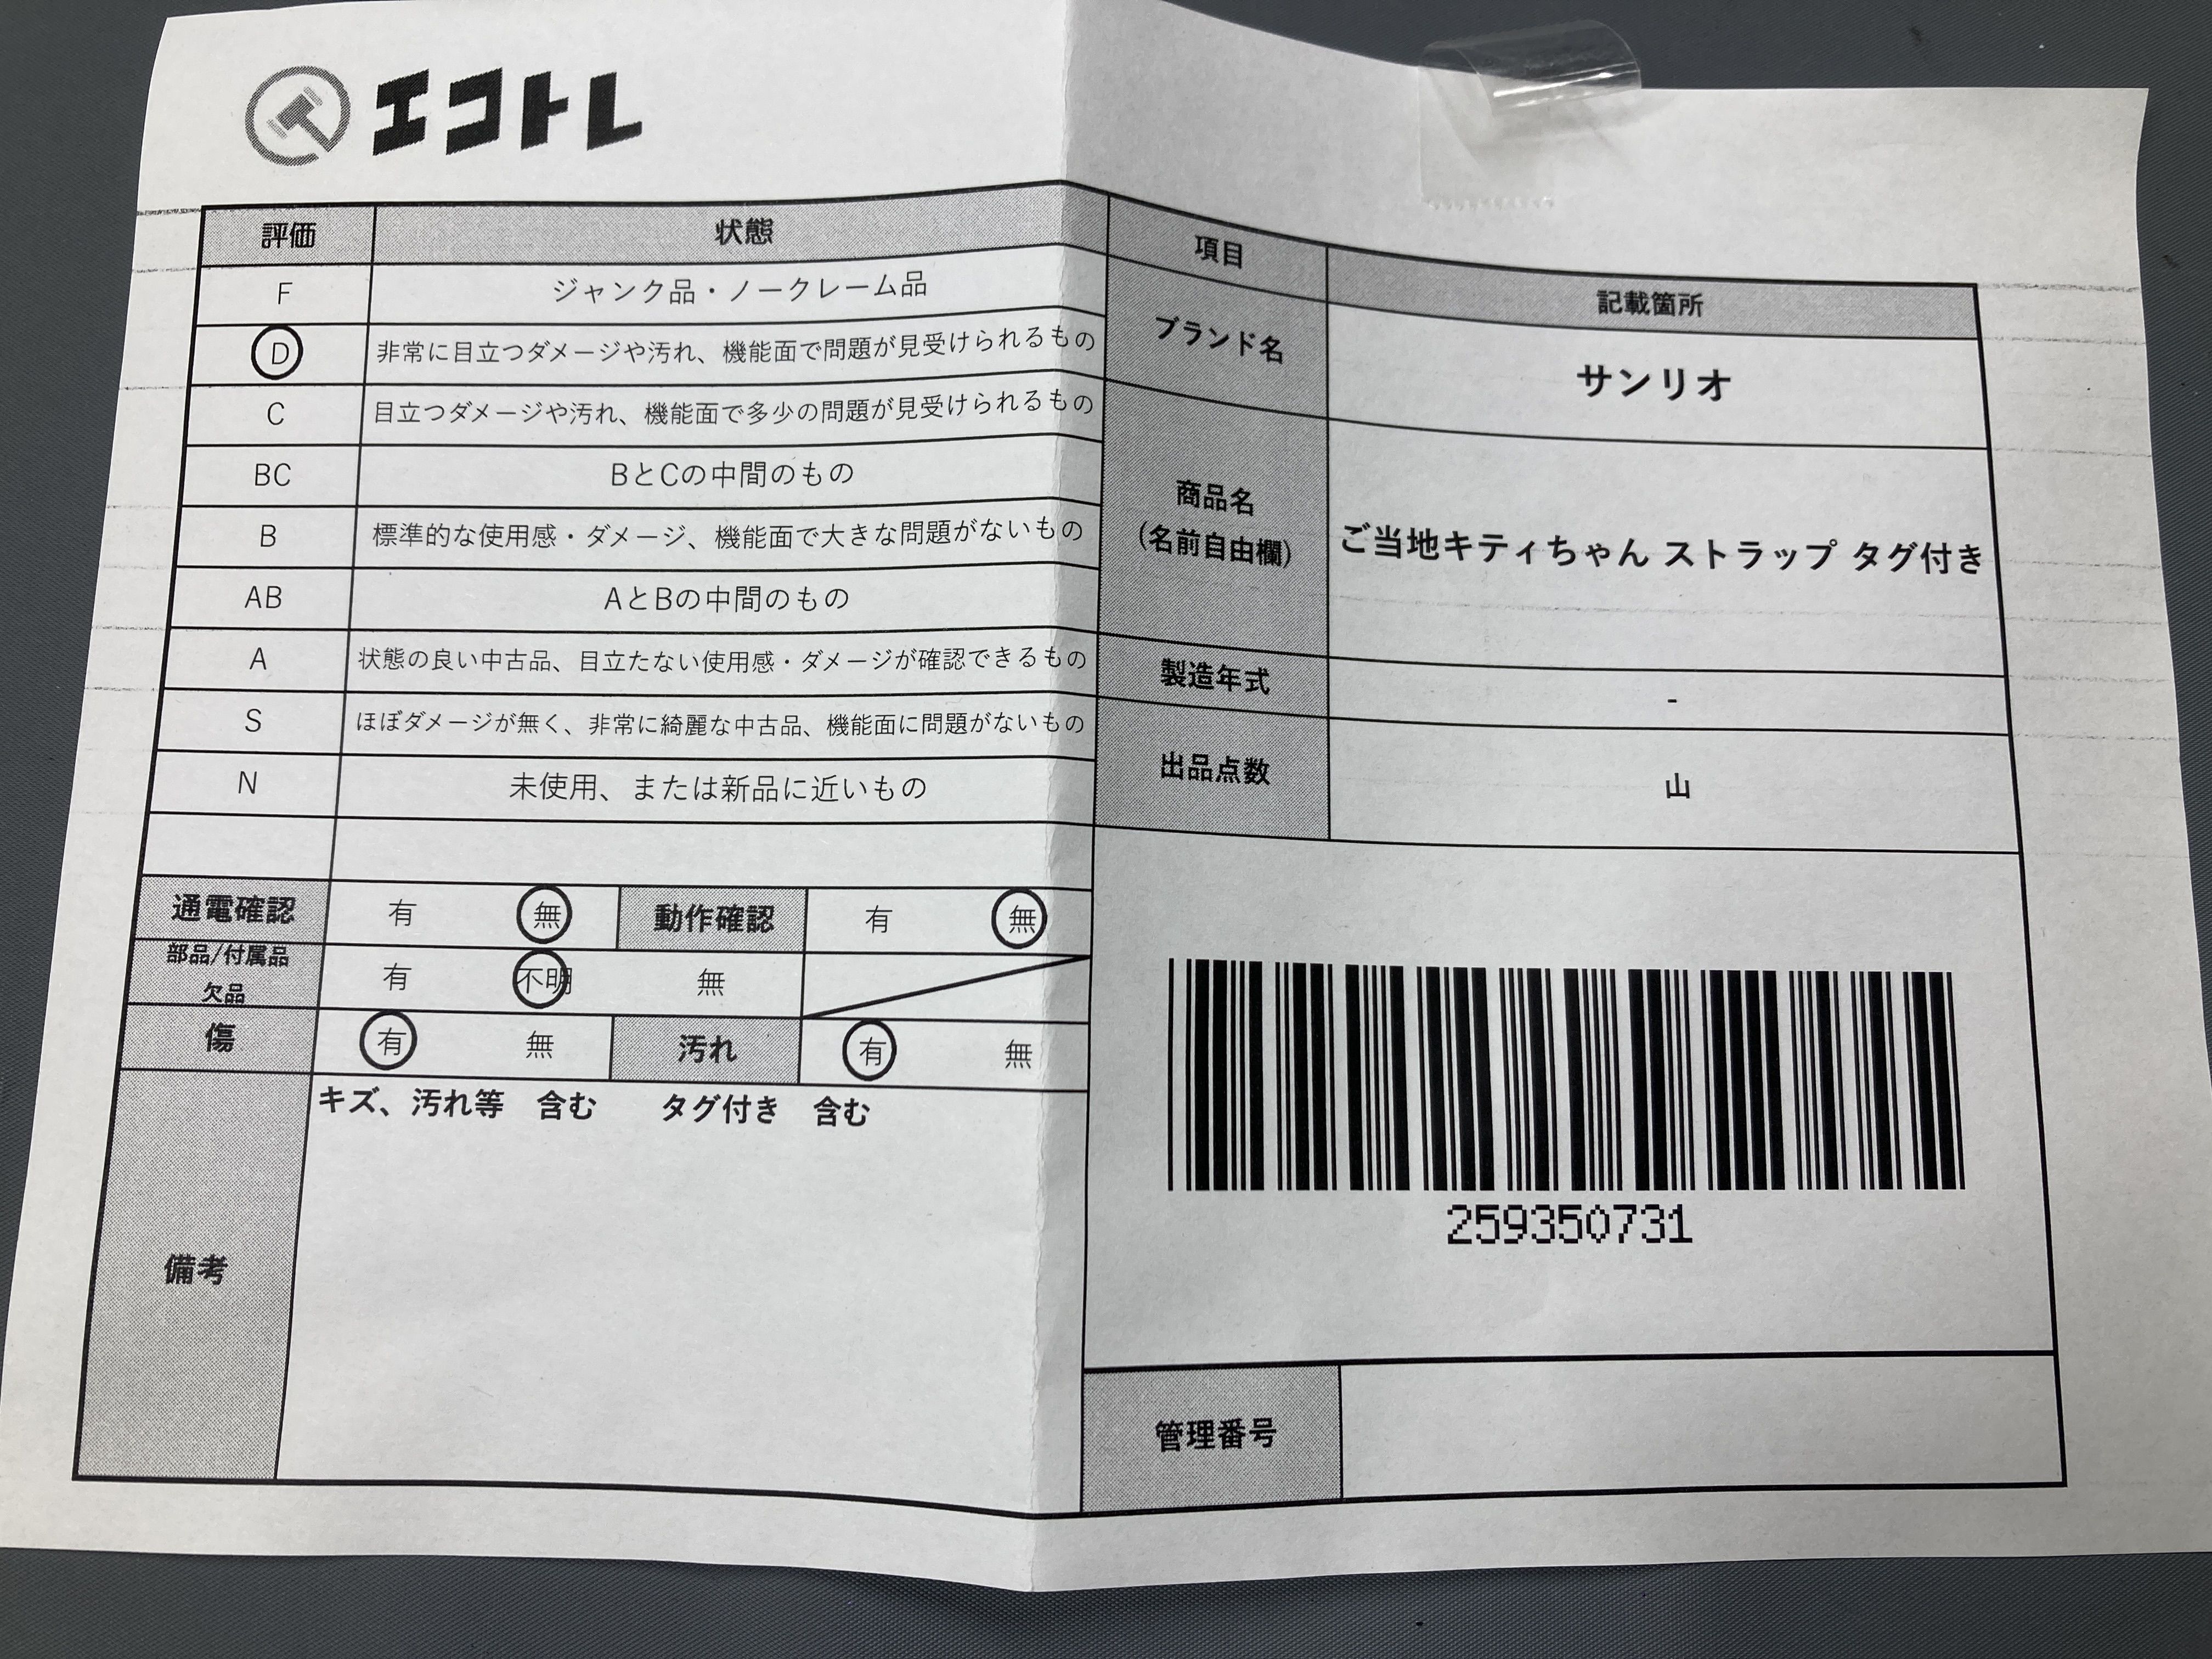 エコトレ
評価 状態
F ジャンク品・ノークレーム品
D 非常に目立つダメージや汚れ、機能面で問題が見受けられるもの
C 目立つダメージや汚れ、機能面で多少の問題が見受けられるもの
BC BとCの中間のもの
B 標準的な使用感・ダメージ、機能面で大きな問題がないもの
AB AとBの中間のもの
A 状態の良い中古品、目立たない使用感・ダメージが確認できるもの
S ほぼダメージが無く、非常に綺麗な中古品、機能面に問題がないもの
N 未使用、または新品に近いもの
通電確認 有 無 動作確認 有 無
部品/付属品
欠品 有 不明 無
傷 有 無 汚れ 有 無
備考 キズ、汚れ等 含む タグ付き 含む
項目 記載箇所
ブランド名 サンリオ
商品名
(名前自由欄) ご当地キティちゃん ストラップ タグ付き
製造年式 -
出品点数 山
259350731
管理番号